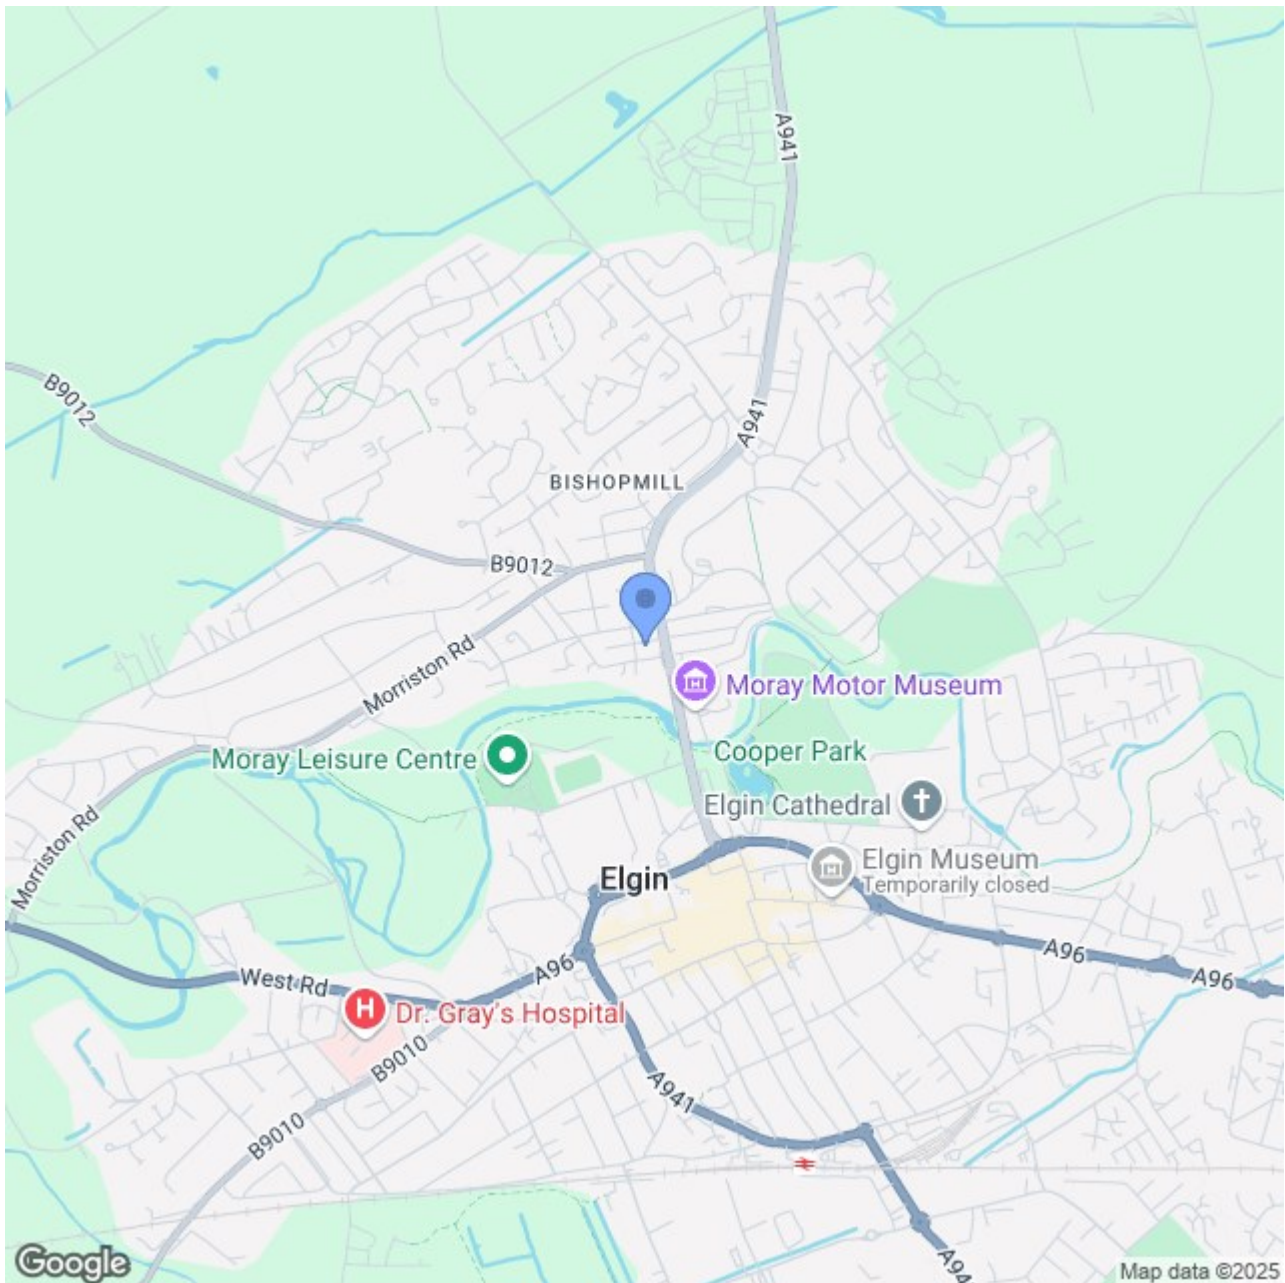 A941
B9012
A941
BISHOPMILL
B9012
Morriston Rd
Moray Motor Museum
Moray Leisure Centre
Cooper Park
Elgin Cathedral
Morriston Rd
Elgin Museum
Temporarily closed
Elgin
A96
A96
A96
West Rd
Dr. Gray's Hospital
B9010
A941
B9010
A94
Google
Map data ©2025